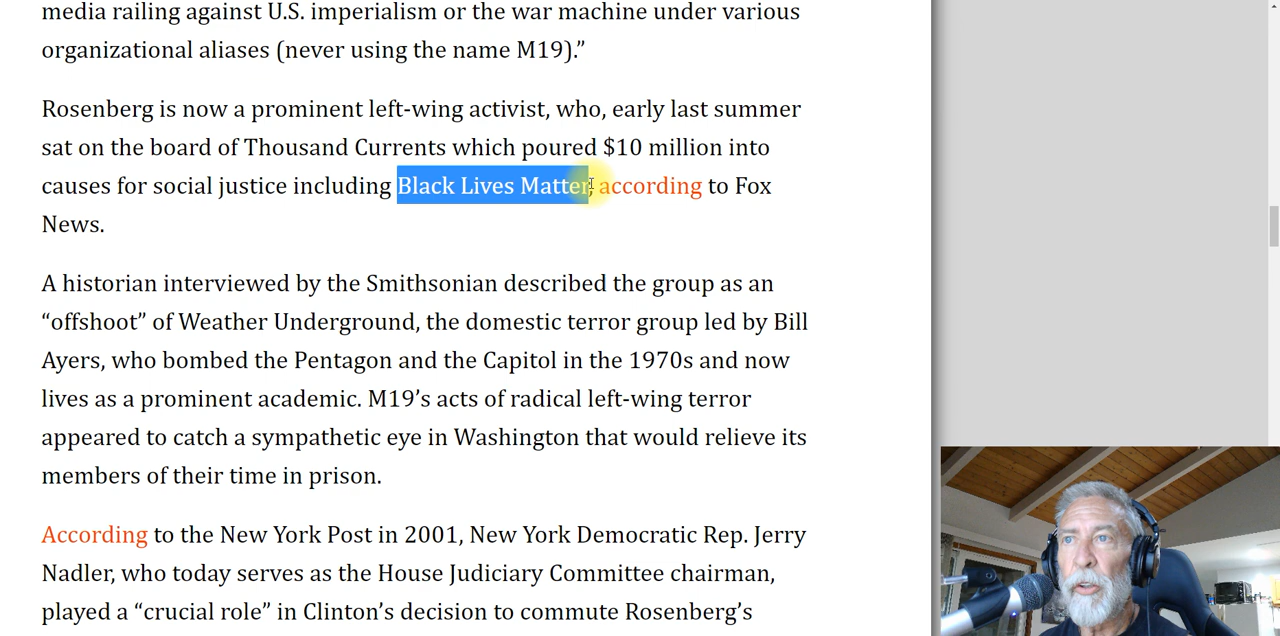 media railing against U.S. imperialism or the war machine under various
organizational aliases (never using the name M19).”
Rosenberg is now a prominent left-wing activist, who, early last summer
sat on the board of Thousand Currents which poured $10 million into
causes for social justice including Black Lives Matter, according to Fox
News.
A historian interviewed by the Smithsonian described the group as an
“offshoot” of Weather Underground, the domestic terror group led by Bill
Ayers, who bombed the Pentagon and the Capitol in the 1970s and now
lives as a prominent academic. M19’s acts of radical left-wing terror
appeared to catch a sympathetic eye in Washington that would relieve its
members of their time in prison.
According to the New York Post in 2001, New York Democratic Rep. Jerry
Nadler, who today serves as the House Judiciary Committee chairman,
played a “crucial role” in Clinton’s decision to commute Rosenberg’s